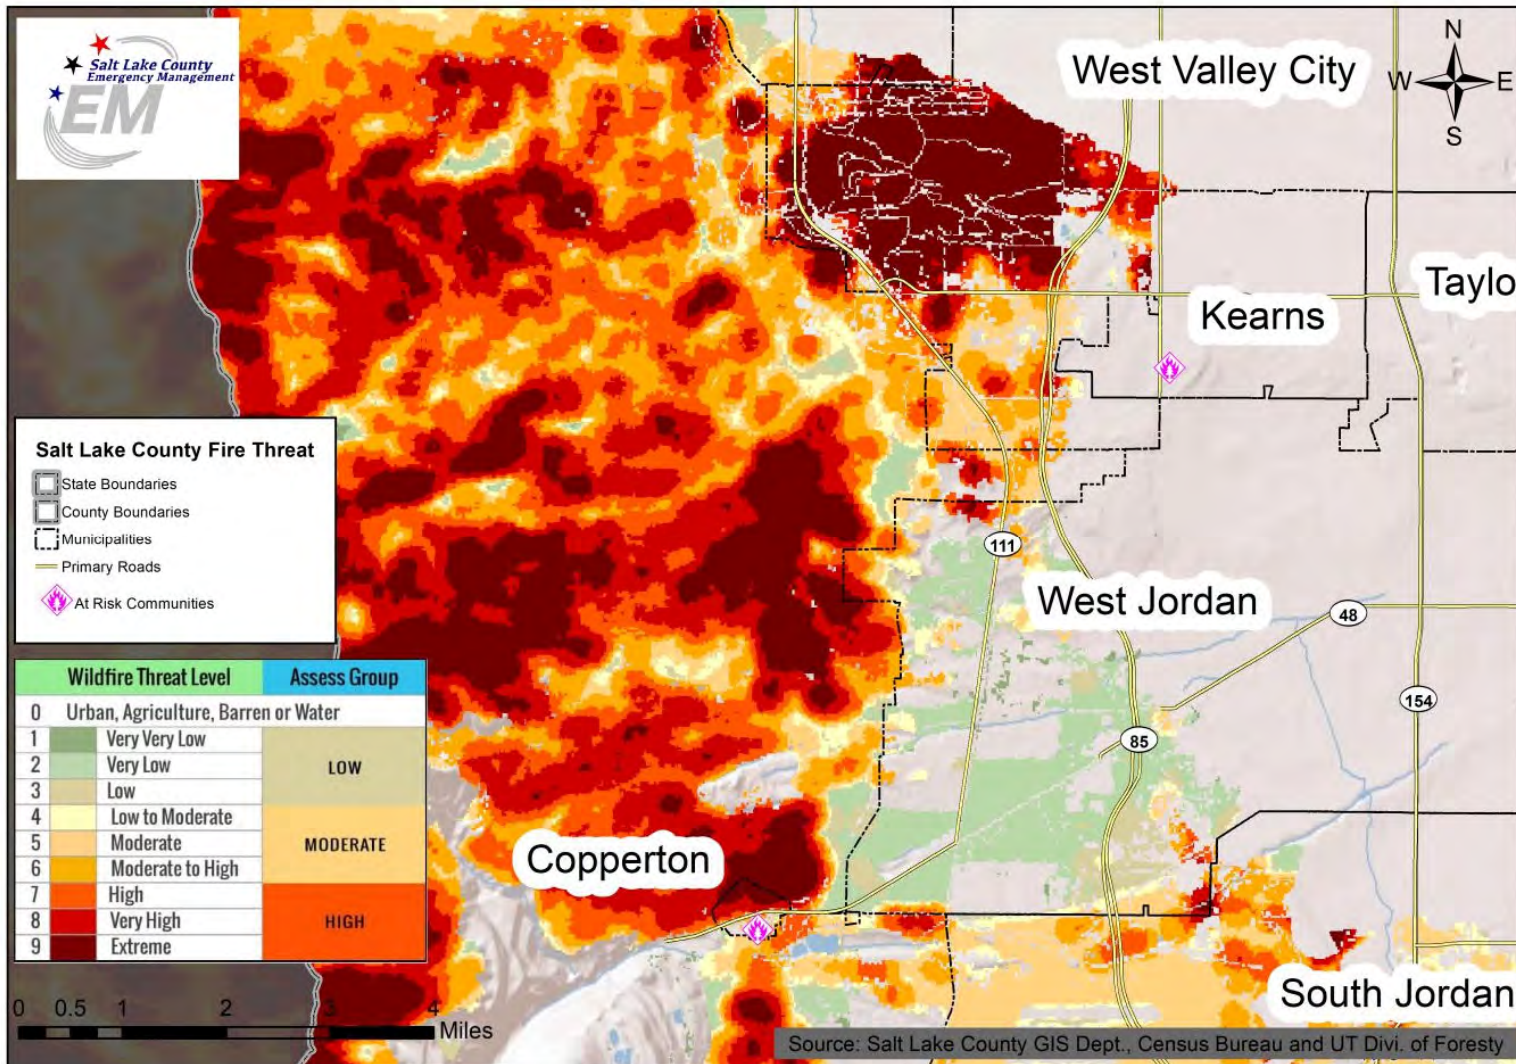 Salt Lake County
Emergency Management
EM
N
W
E
S
West Valley City
Taylo
Kearns
Salt Lake County Fire Threat
State Boundaries
County Boundaries
Municipalities
Primary Roads
At Risk Communities
111
West Jordan
48
154
85
Wildfire Threat Level Assess Group
0 Urban, Agriculture, Barren or Water
1 Very Very Low
2 Very Low
LOW
3 Low
4 Low to Moderate
5 Moderate
MODERATE
6 Moderate to High
7 High
8 Very High
HIGH
9 Extreme
Copperton
South Jordan
0 0.5 1 2 3 4
Miles
Source: Salt Lake County GIS Dept., Census Bureau and UT Divi. of Foresty